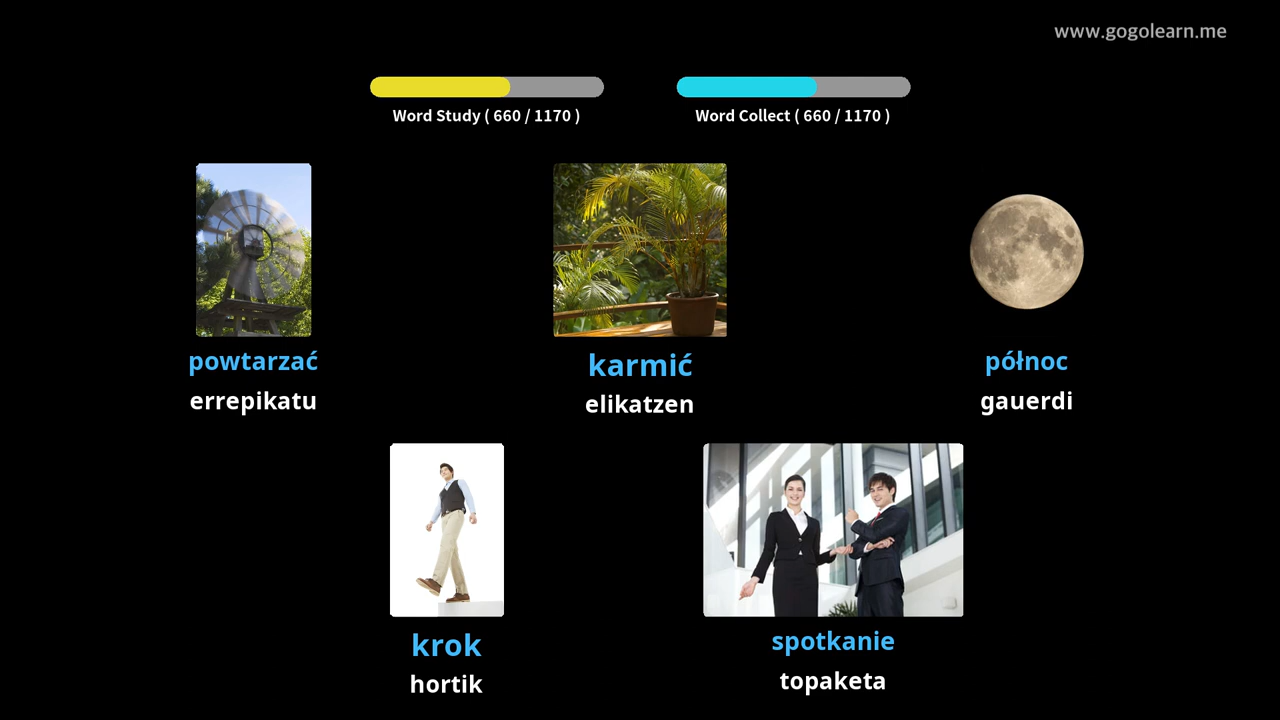 www.gogolearn.me
Word Study ( 660 / 1170 )
Word Collect ( 660 / 1170 )
powtarzać
errepikatu
karmić
elikatzen
północ
gauerdi
krok
hortik
spotkanie
topaketa